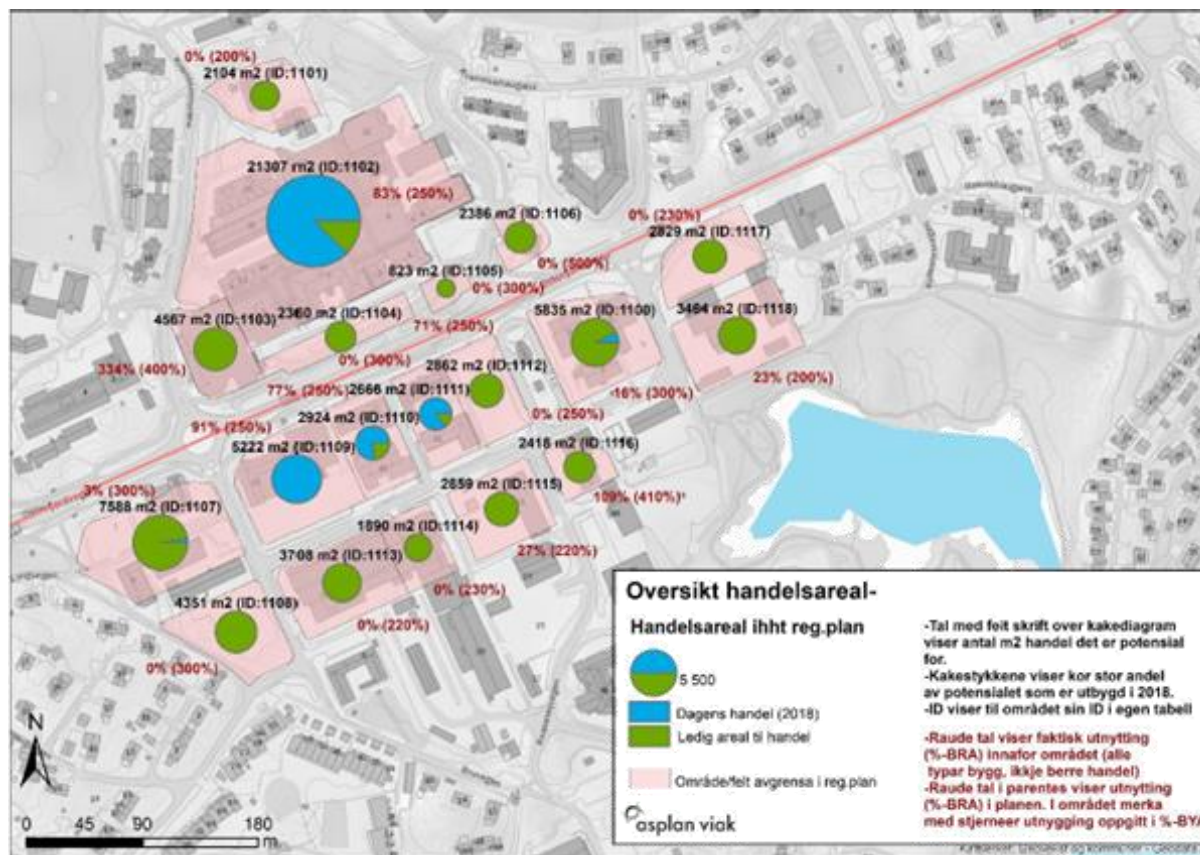 0% (200%)
2104 m2 (ID:1101)
21307 m2 (ID:1102)
83% (250%)
2386 m2 (ID:1106)
0% (500%)
0% (230%)
2829 m2 (ID:1117)
823 m2 (ID:1105)
0% (300%)
4567 m2 (ID:1103)
2360 m2 (ID:1104)
71% (250%)
5835 m2 (ID:1100)
3464 m2 (ID:1118)
334% (400%)
0% (300%)
2862 m2 (ID:1112)
77% (250%)
2666 m2 (ID:1111)
16% (300%)
23% (200%)
91% (250%)
2924 m2 (ID:1110)
0% (250%)
5222 m2 (ID:1109)
2418 m2 (ID:1116)
3% (300%)
7588 m2 (ID:1107)
2859 m2 (ID:1115)
109% (410%)*
1890 m2 (ID:1114)
27% (220%)
3708 m2 (ID:1113)
0% (230%)
4351 m2 (ID:1108)
0% (220%)
0% (300%)
Oversikt handelsareal-
Handelsareal ihht reg.plan
5 500
Dagens handel (2018)
Ledig areal til handel
Område/felt avgrensa i reg.plan
asplan viak
-Tal med feit skrift over kakediagram
viser antal m2 handel det er potensial
for.
-Kakestykkene viser kor stor andel
av potensialet som er utbygd i 2018.
-ID viser til området sin ID i egen tabell
-Raude tal viser faktisk utnytting
(%-BRA) innafor området (alle
typar bygg, ikkje berre handel)
-Raude tal i parentes viser utnytting
(%-BRA) i planen. I området merka
med stjerneer utnygging oppgitt i %-BYA
N
0 45 90 180
m